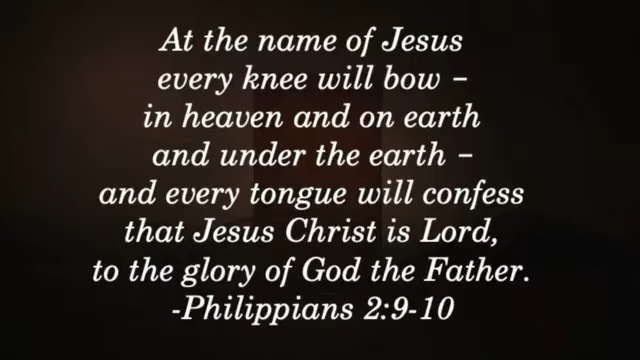 At the name of Jesus
every knee will bow –
in heaven and on earth
and under the earth –
and every tongue will confess
that Jesus Christ is Lord,
to the glory of God the Father.
-Philippians 2:9-10